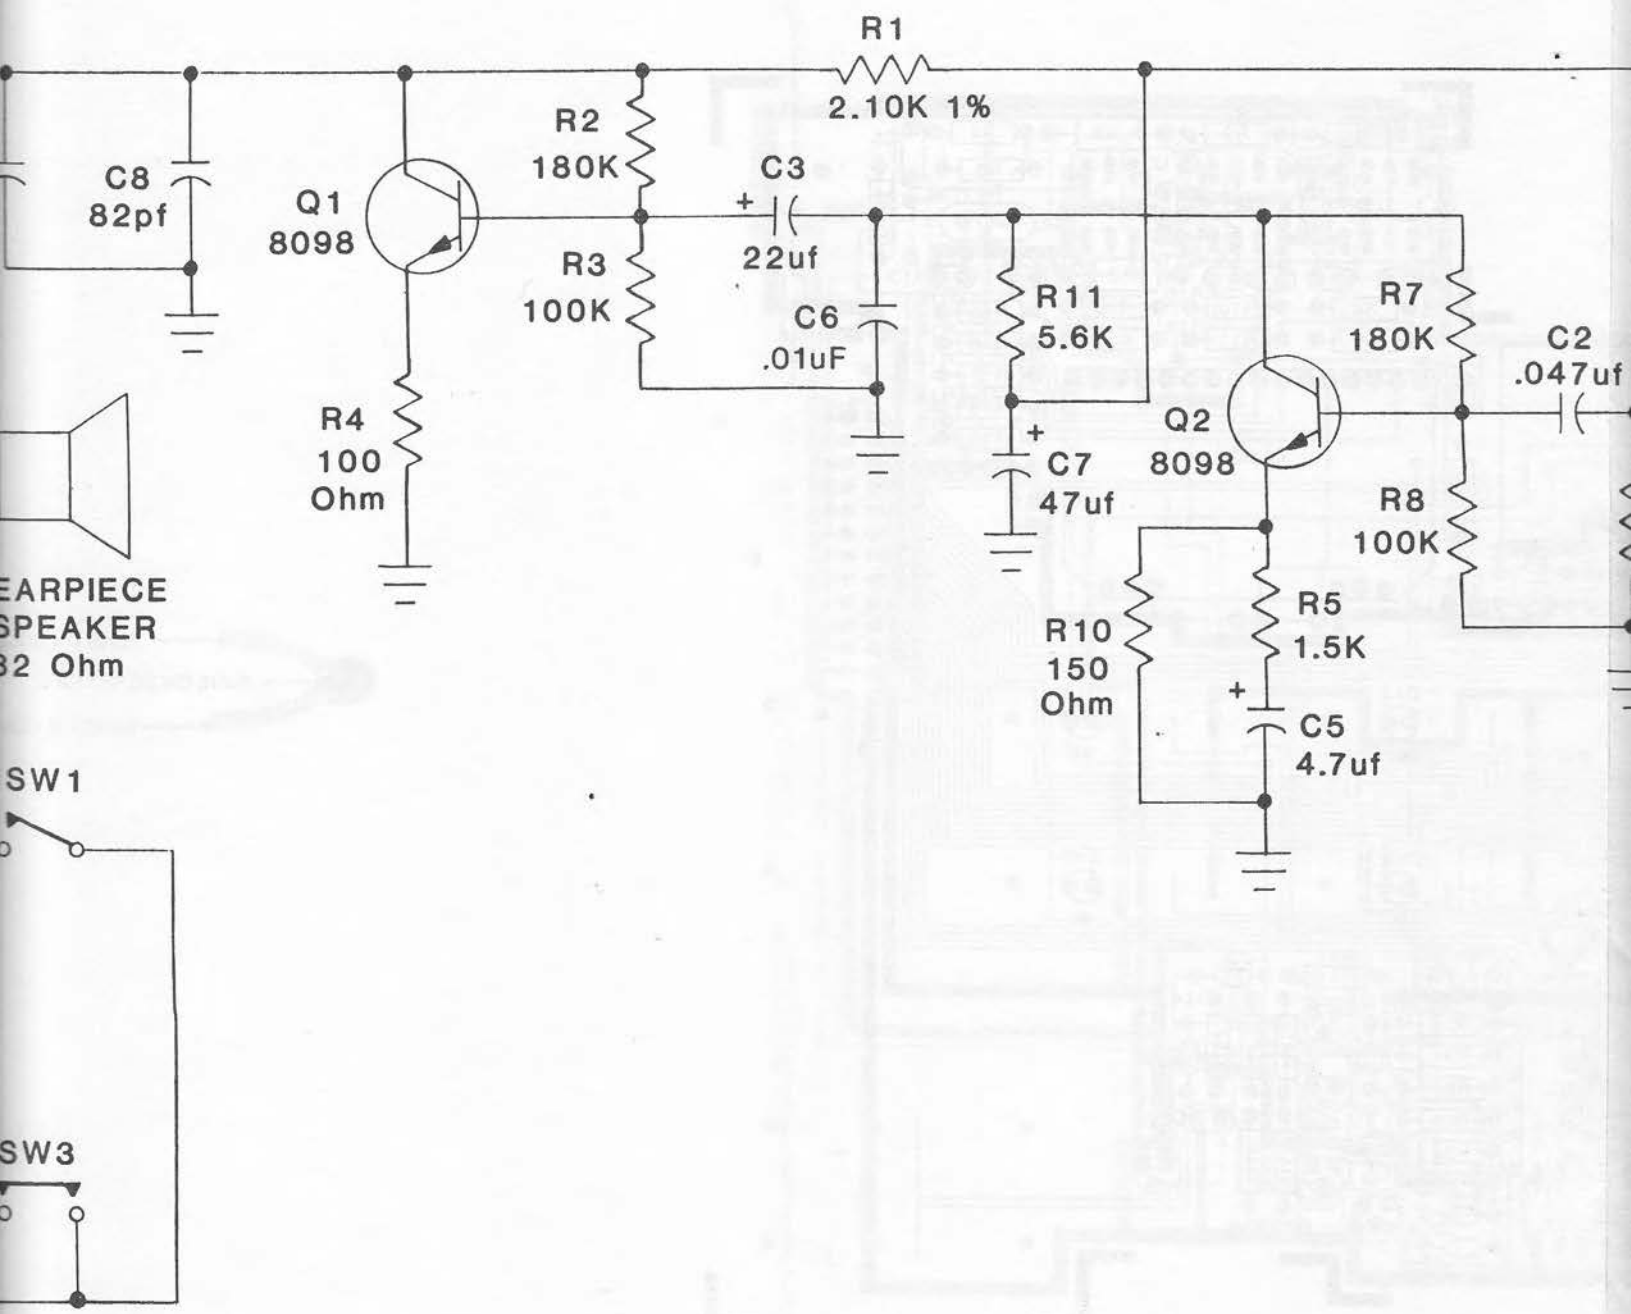 R1
2.10K 1%
R2
180K
C3
+
22uf
C8
82pf
Q1
8098
R3
100K
C6
.01uF
R11
5.6K
R7
180K
C2
.047uf
R4
100
Ohm
+
C7
47uf
Q2
8098
R8
100K
EARPIECE
SPEAKER
32 Ohm
R10
150
Ohm
R5
1.5K
+
C5
4.7uf
SW1
SW3